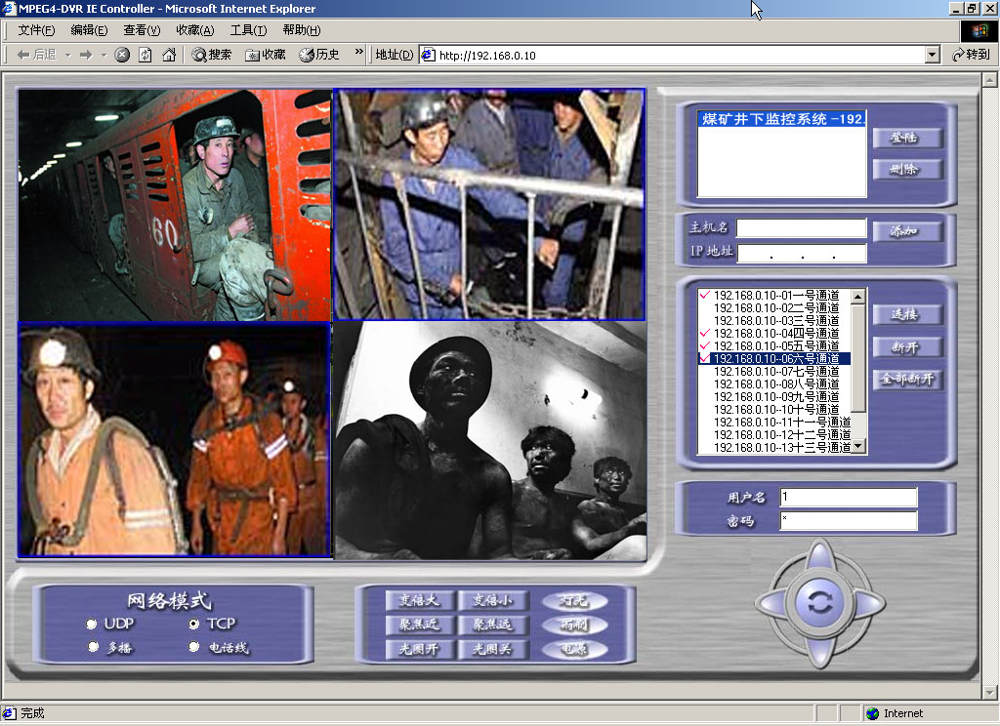 MPEG4-DVR IE Controller - Microsoft Internet Explorer
文件(F) 编辑(E) 查看(V) 收藏(A) 工具(T) 帮助(H)
后退 搜索 收藏 历史 » 地址(D) http://192.168.0.10 转到
60
煤矿井下监控系统 -192.
登陆
删除
主机名 添加
IP 地址 . . .
192.168.0.10--01一号通道
192.168.0.10--02二号通道
192.168.0.10--03三号通道
192.168.0.10--04四号通道
192.168.0.10--05五号通道
192.168.0.10--06六号通道
192.168.0.10--07七号通道
192.168.0.10--08八号通道
192.168.0.10--09九号通道
192.168.0.10--10十号通道
192.168.0.10--11十一号通道
192.168.0.10--12十二号通道
192.168.0.10--13十三号通道
连接
断开
全部断开
用户名 1
密码 *
网络模式
UDP TCP
多播 电话线
变倍大 变倍小 灯光
聚焦近 聚焦远 雨刷
光圈开 光圈关 电源
完成 Internet